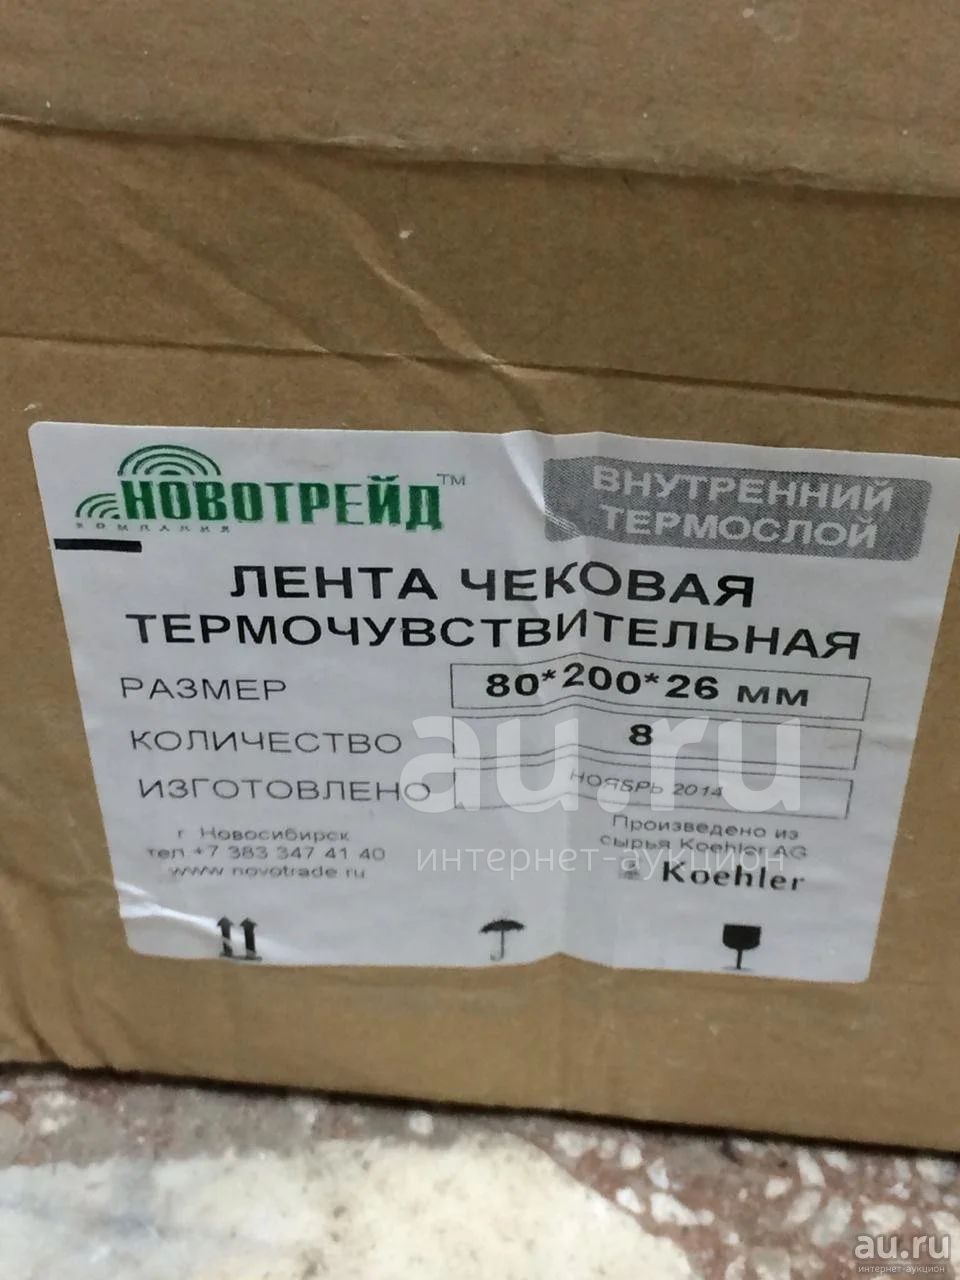 НОВОТРЕЙД™
КОМПАНИЯ
ВНУТРЕННИЙ
ТЕРМОСЛОЙ
ЛЕНТА ЧЕКОВАЯ
ТЕРМОЧУВСТВИТЕЛЬНАЯ
РАЗМЕР 80*200*26 мм
КОЛИЧЕСТВО 8
ИЗГОТОВЛЕНО НОЯБРЬ 2014
г. Новосибирск
тел.+7 383 347 41 40
www.novotrade.ru
Произведено из
сырья Koehler AG
Koehler
au.ru
интернет-аукцион
au.ru
интернет-аукцион